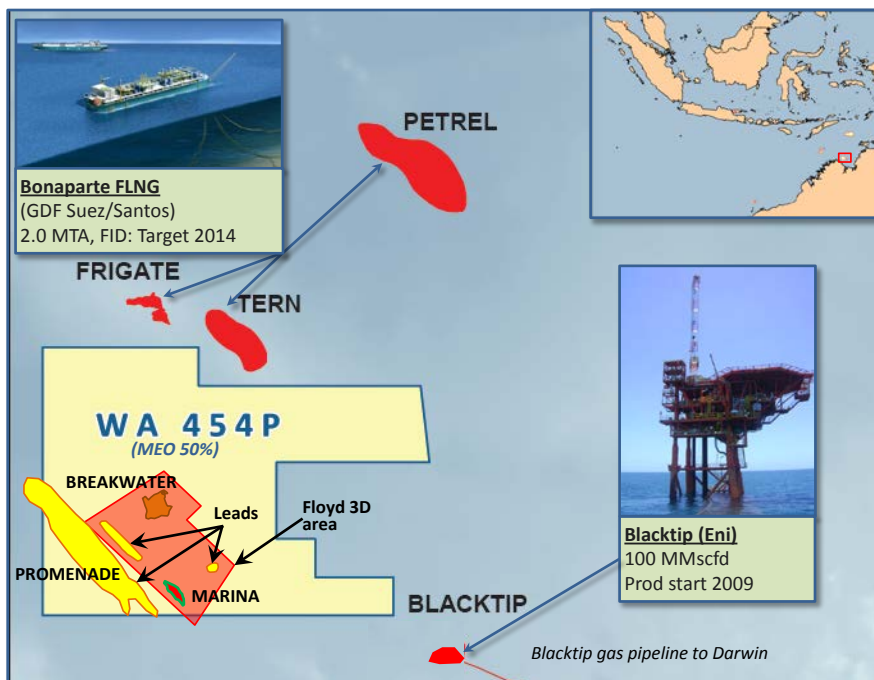 PETREL
Bonaparte FLNG
(GDF Suez/Santos)
2.0 MTA, FID: Target 2014
FRIGATE
TERN
WA 454P
(MEO 50%)
BREAKWATER
Leads
Floyd 3D
area
PROMENADE
MARINA
Blacktip (Eni)
100 MMscfd
Prod start 2009
BLACKTIP
Blacktip gas pipeline to Darwin